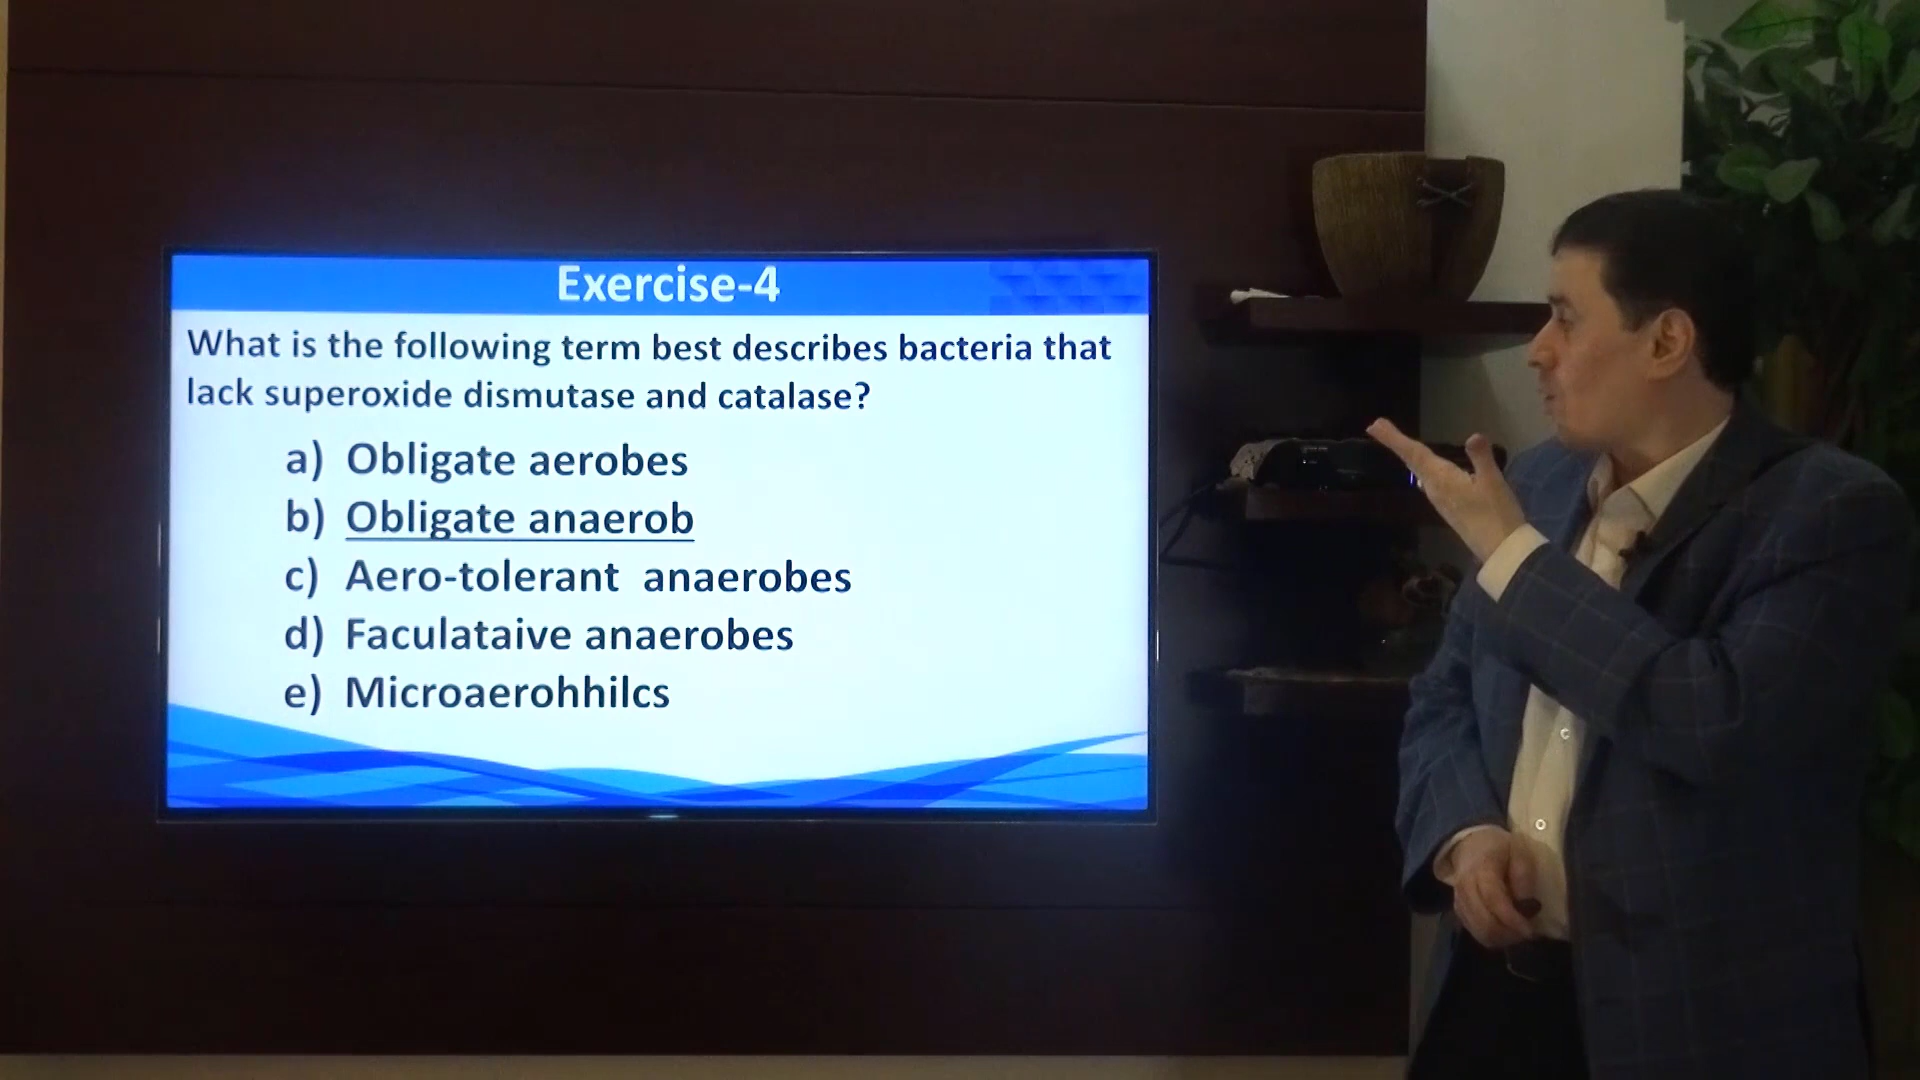 Exercise-4
What is the following term best describes bacteria that
lack superoxide dismutase and catalase?
a) Obligate aerobes
b) Obligate anaerob
c) Aero-tolerant anaerobes
d) Faculataive anaerobes
e) Microaerohhilcs